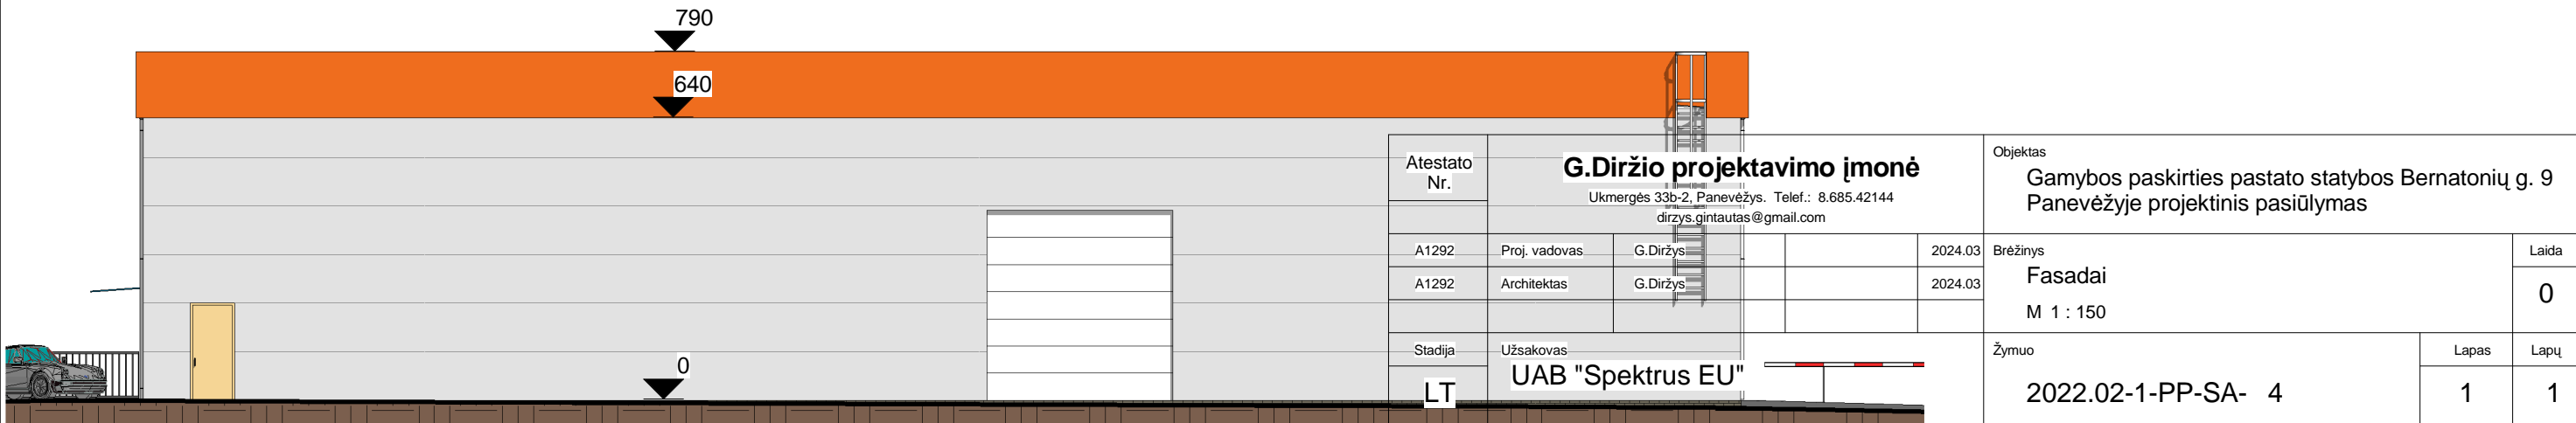 790
640
0
Atestato
Nr.
G.Diržio projektavimo įmonė
Ukmergės 33b-2, Panevėžys. Telef.: 8.685.42144
dirzys.gintautas@gmail.com
Objektas
Gamybos paskirties pastato statybos Bernatonių g. 9
Panevėžyje projektinis pasiūlymas
A1292 Proj. vadovas G.Diržys 2024.03
A1292 Architektas G.Diržys 2024.03
Brėžinys
Fasadai
M 1 : 150
Laida
0
Stadija
LT
Užsakovas
UAB "Spektrus EU"
Žymuo
2022.02-1-PP-SA- 4
Lapas
1
Lapų
1